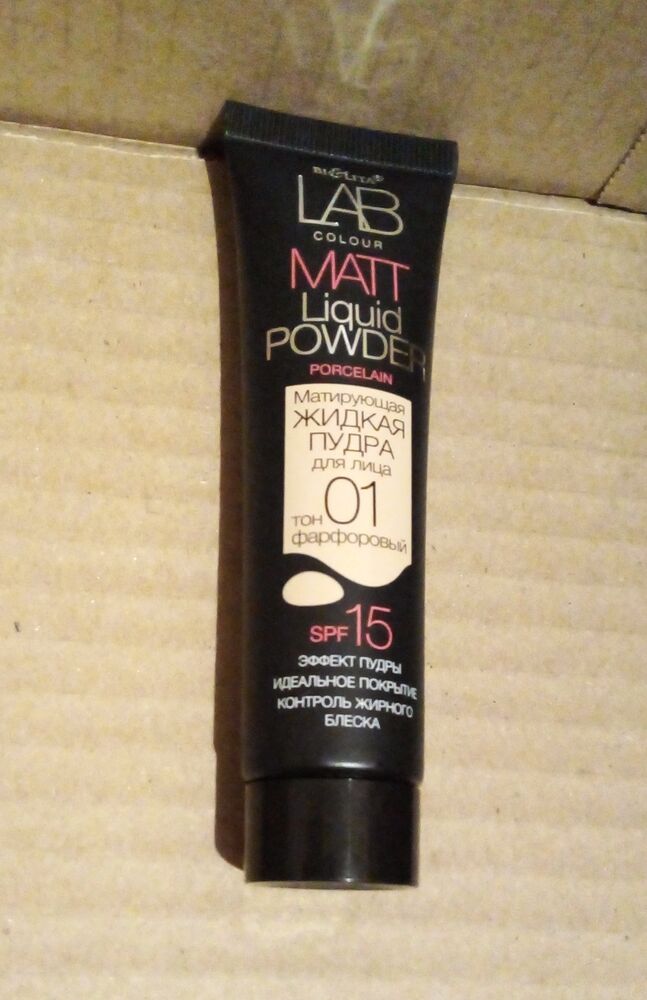 BIELITA
LAB
COLOUR
MATT
Liquid
POWDER
PORCELAIN
Матирующая
ЖИДКАЯ
ПУДРА
для лица
тон 01
фарфоровый
SPF 15
ЭФФЕКТ ПУДРЫ
ИДЕАЛЬНОЕ ПОКРЫТИЕ
КОНТРОЛЬ ЖИРНОГО
БЛЕСКА